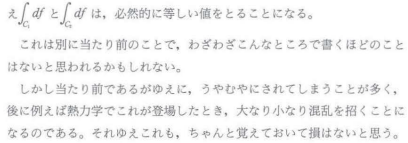 え∫_{C₁} df と∫_{C₂} df は，必然的に等しい値をとることになる。
これは別に当たり前のことで，わざわざこんなところで書くほどのこと
はないと思われるかもしれない。
しかし当たり前であるがゆえに，うやむやにされてしまうことが多く，
後に例えば熱力学でこれが登場したとき，大なり小なり混乱を招くことに
なるのである。それゆえこれも，ちゃんと覚えておいて損はないと思う。